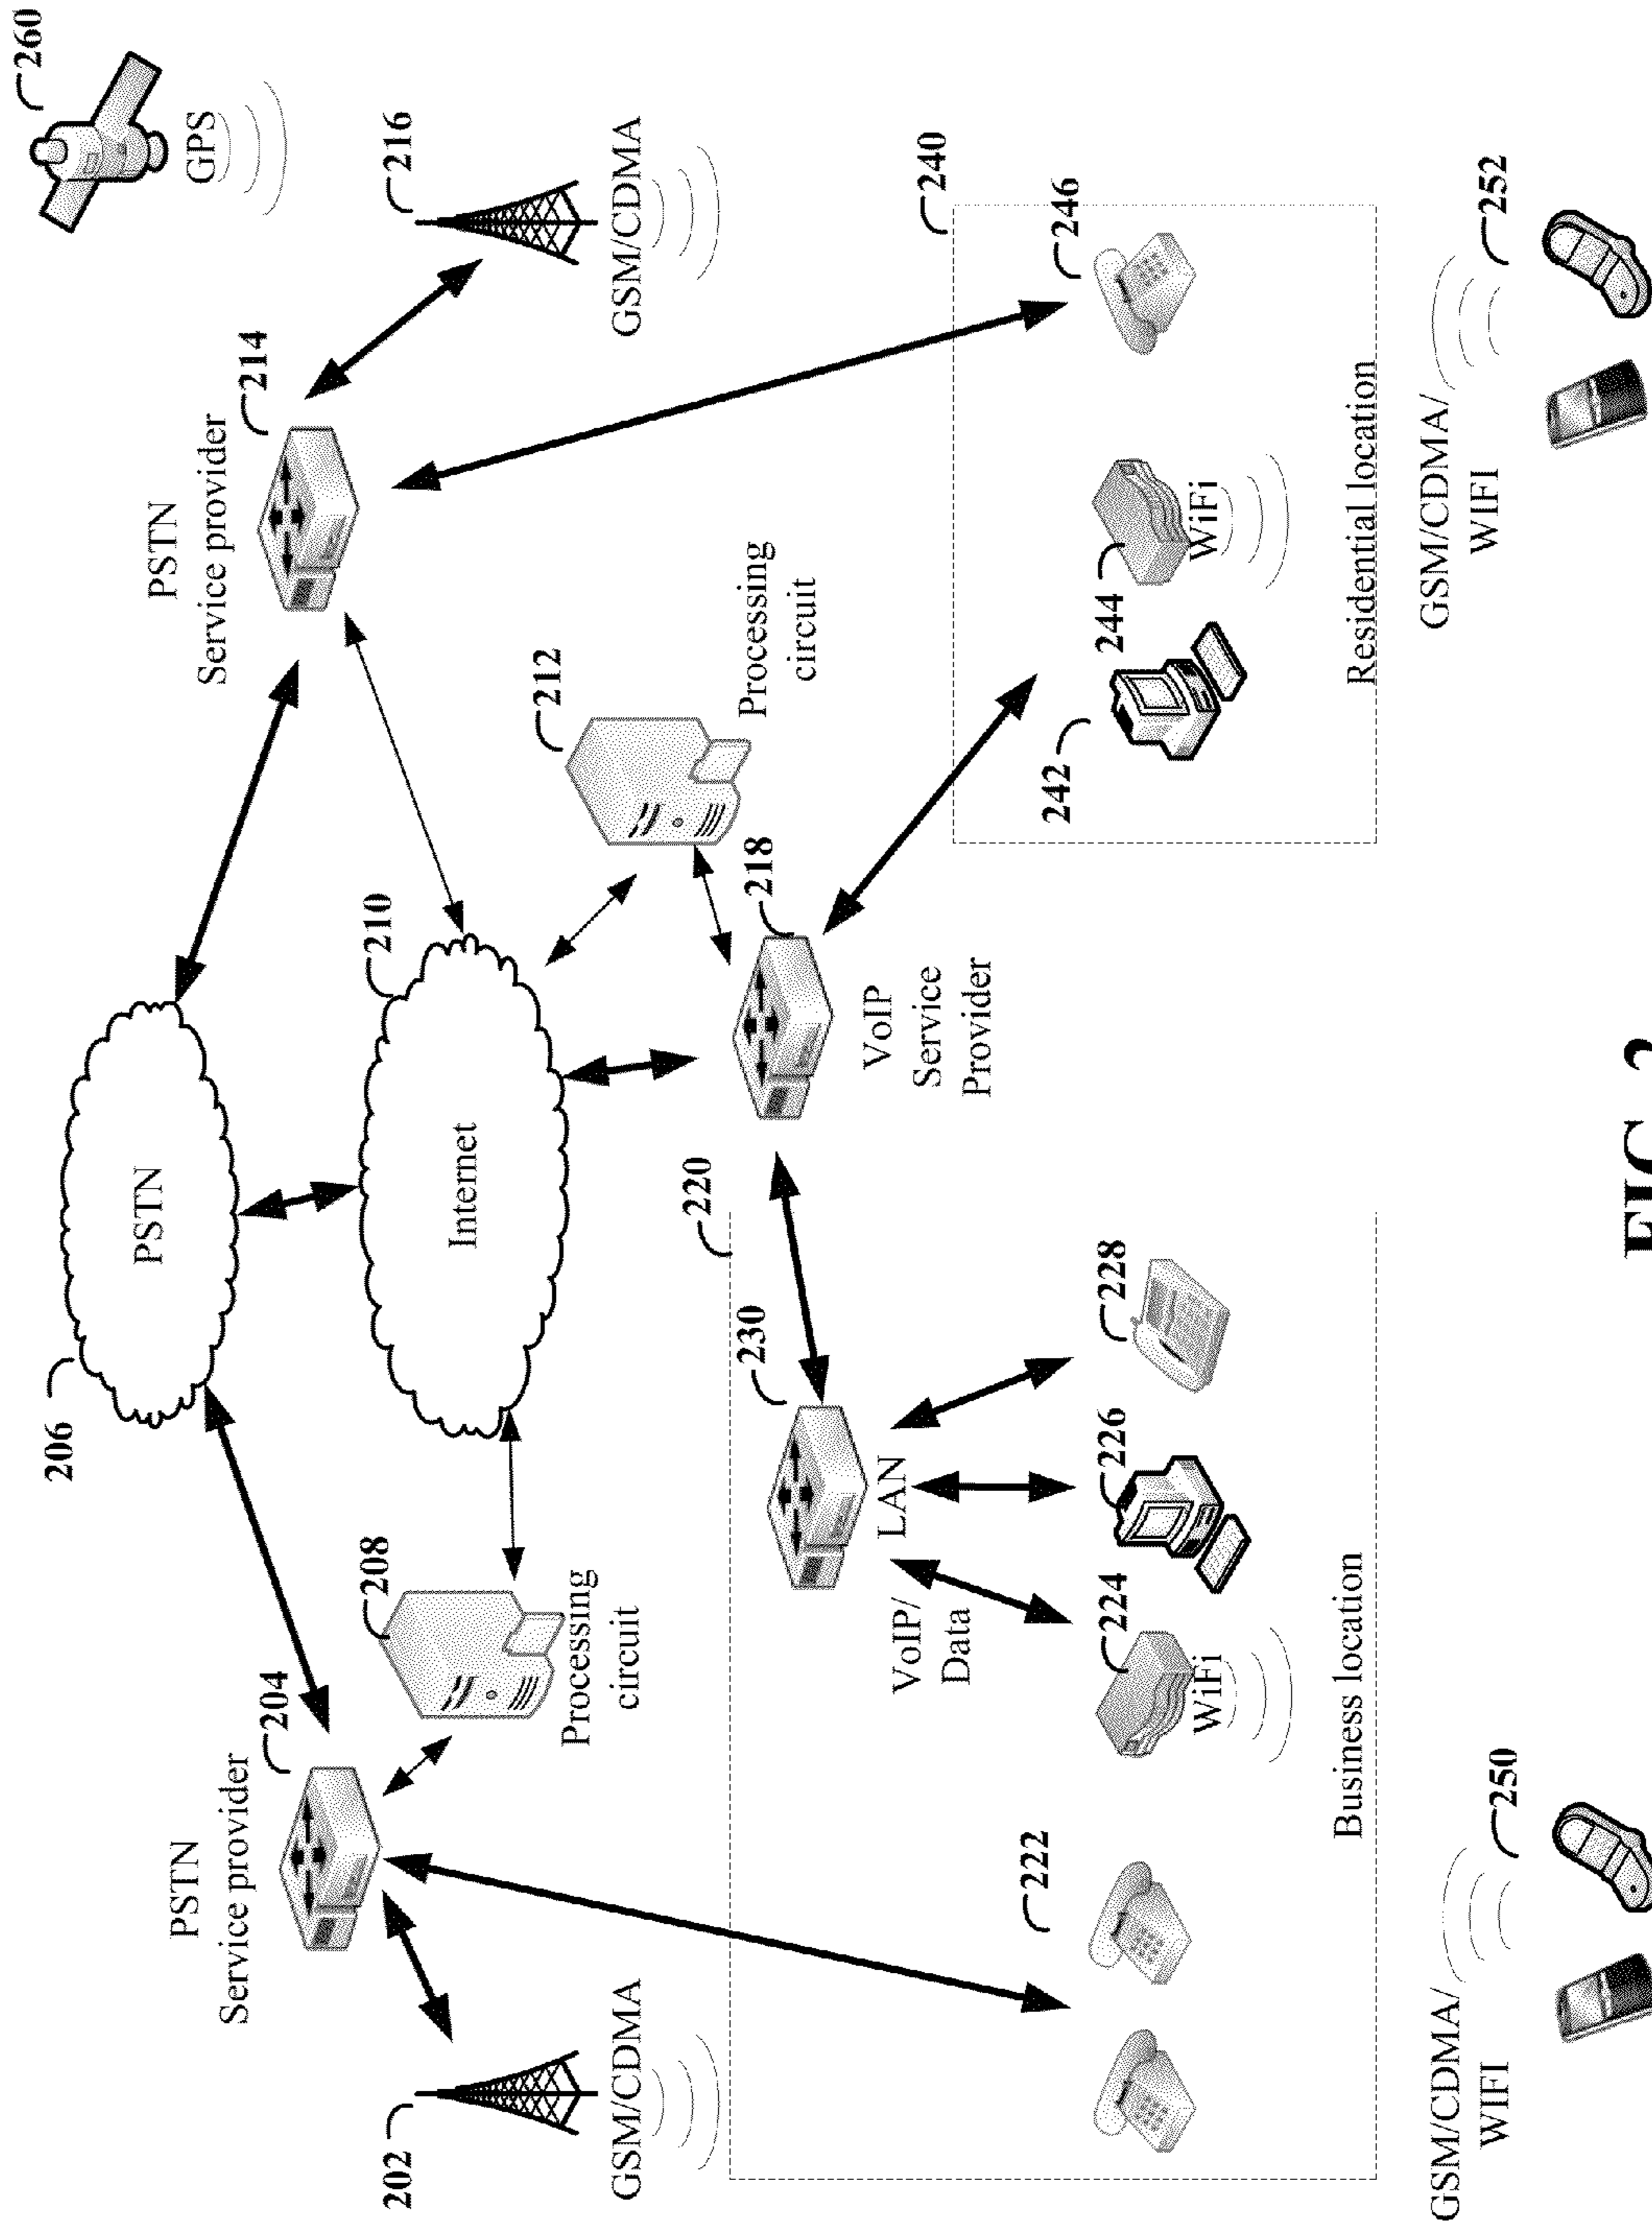 206
PSTN
260
GPS
PSTN
Service provider
204
PSTN
Service provider
214
202
GSM/CDMA
208
Processing
circuit
210
Internet
212
Processing
circuit
216
GSM/CDMA
220
230
LAN
VoIP/
Data
218
VoIP
Service
Provider
240
222
224
WiFi
226
228
Business location
242
244
WiFi
246
Residential location
GSM/CDMA/
WIFI
250
GSM/CDMA/
WIFI
252